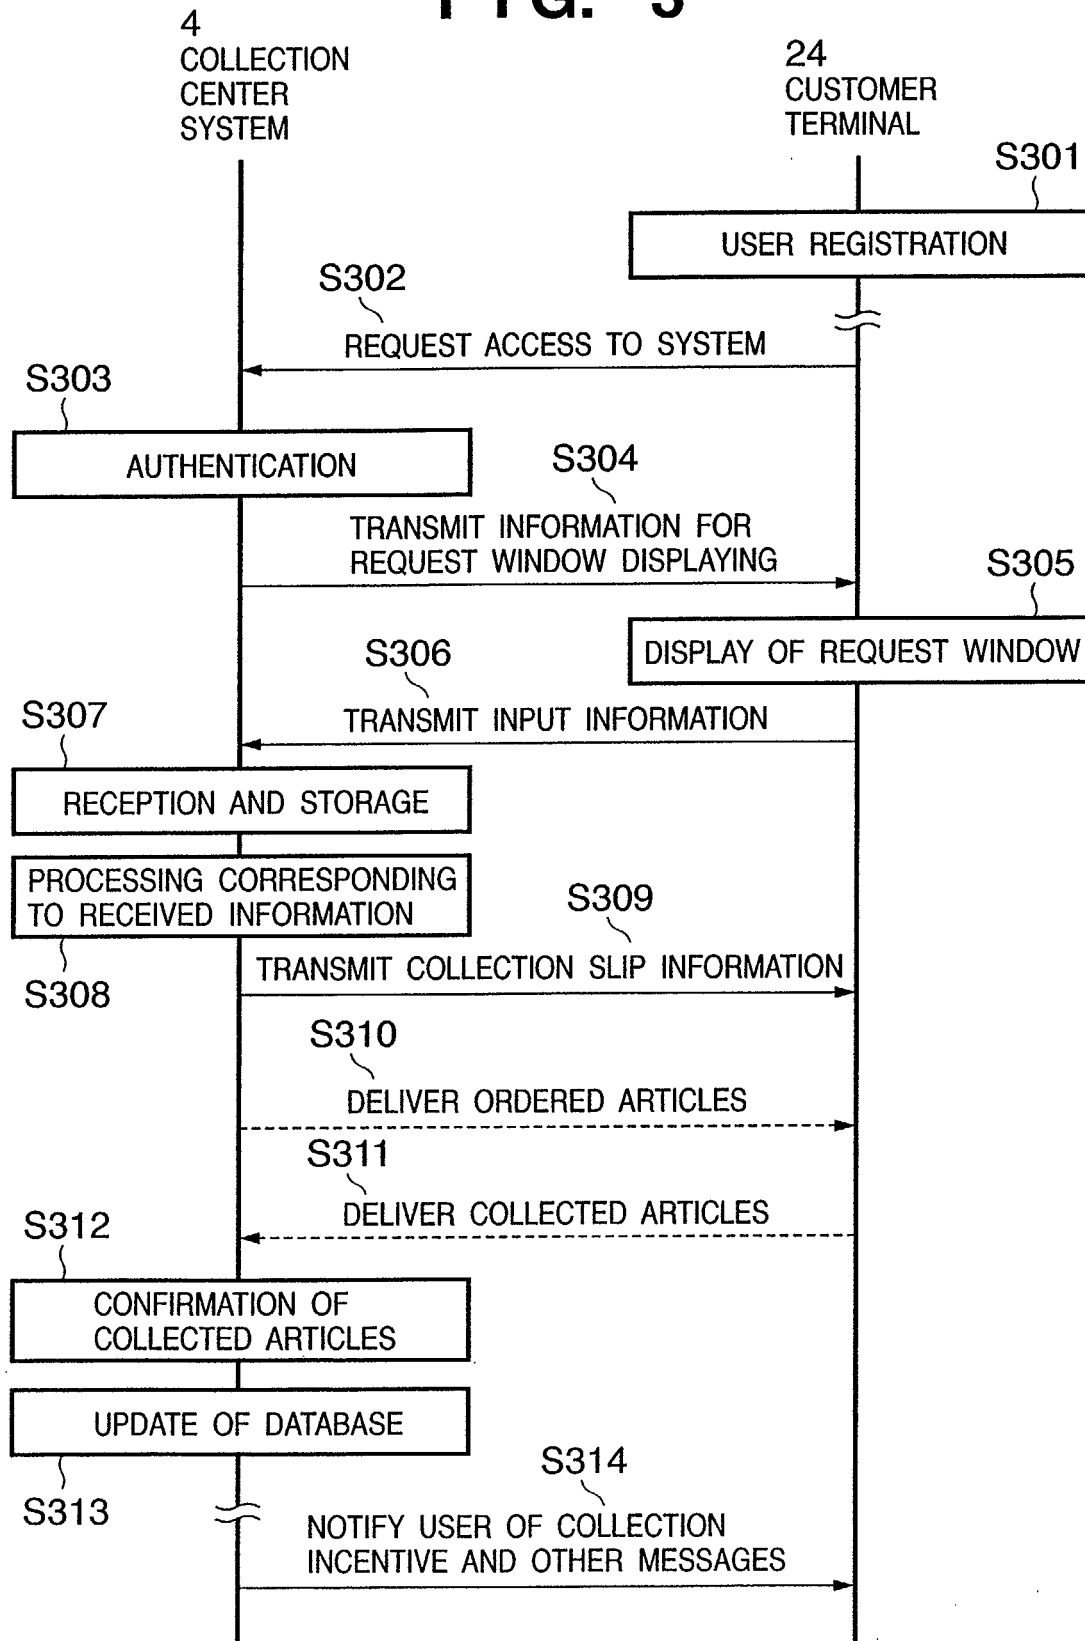 FIG. 3
4
COLLECTION
CENTER
SYSTEM
24
CUSTOMER
TERMINAL
S301
USER REGISTRATION
S302
REQUEST ACCESS TO SYSTEM
S303
AUTHENTICATION
S304
TRANSMIT INFORMATION FOR
REQUEST WINDOW DISPLAYING
S305
DISPLAY OF REQUEST WINDOW
S306
TRANSMIT INPUT INFORMATION
S307
RECEPTION AND STORAGE
PROCESSING CORRESPONDING
TO RECEIVED INFORMATION
S308
S309
TRANSMIT COLLECTION SLIP INFORMATION
S310
DELIVER ORDERED ARTICLES
S311
DELIVER COLLECTED ARTICLES
S312
CONFIRMATION OF
COLLECTED ARTICLES
UPDATE OF DATABASE
S313
S314
NOTIFY USER OF COLLECTION
INCENTIVE AND OTHER MESSAGES